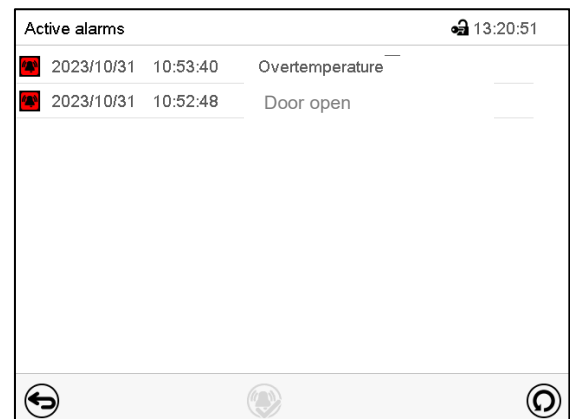 Active alarms 13:20:51
2023/10/31 10:53:40 Overtemperature
2023/10/31 10:52:48 Door open